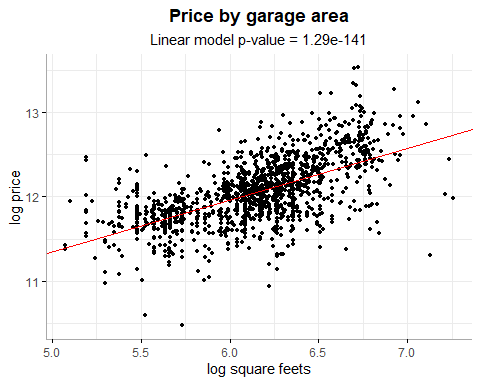 Price by garage area
Linear model p-value = 1.29e-141
log price
13
12
11
5.0 5.5 6.0 6.5 7.0
log square feets